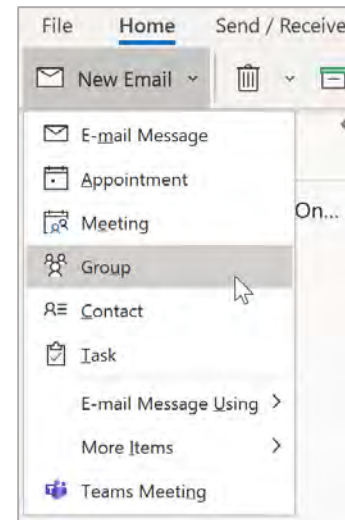 File Home Send / Receive
New Email
On...
E-mail Message
Appointment
Meeting
Group
Contact
Task
E-mail Message Using
More Items
Teams Meeting